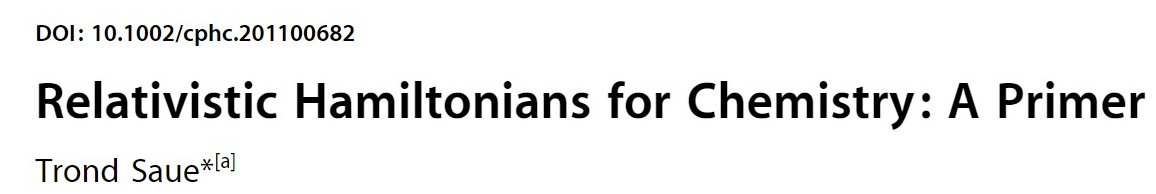 DOI: 10.1002/cphc.201100682
Relativistic Hamiltonians for Chemistry: A Primer
Trond Saue*[a]